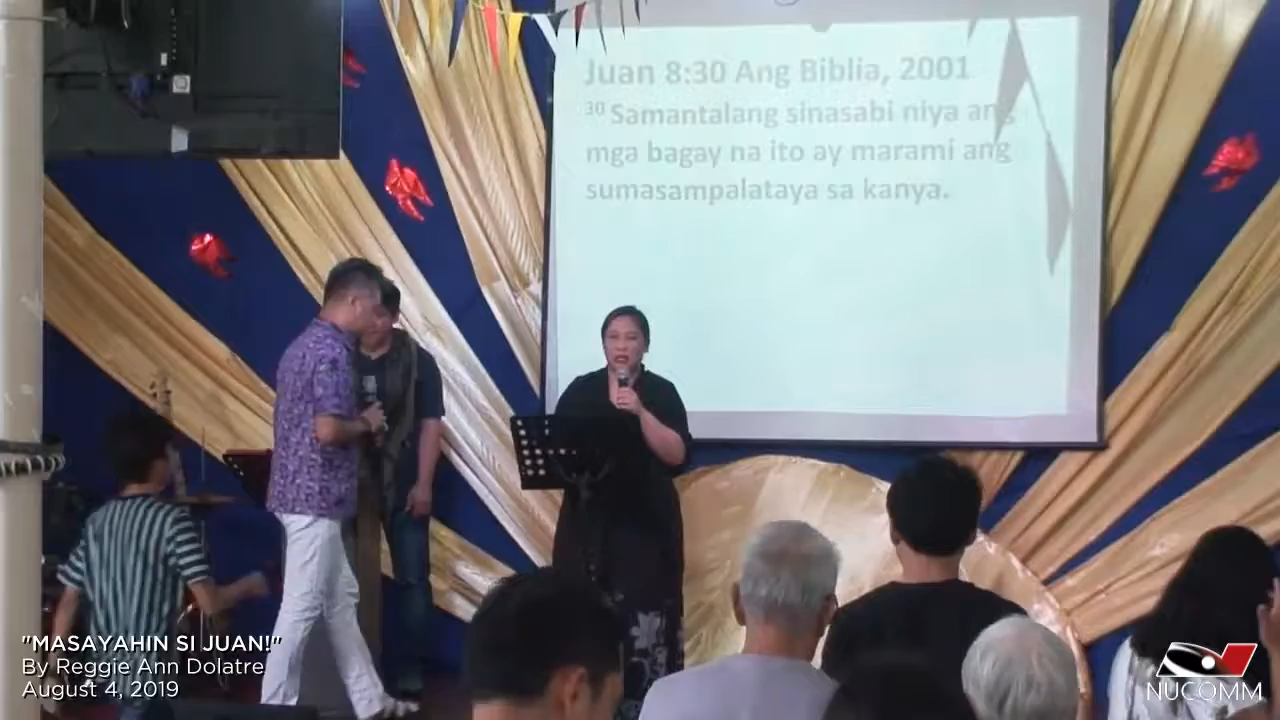 Juan 8:30 Ang Biblia, 2001
30 Samantalang sinasabi niya ang
mga bagay na ito ay marami ang
sumasampalataya sa kanya.
"MASAYAHIN SI JUAN!"
By Reggie Ann Dolatre
August 4, 2019
NUCOMM